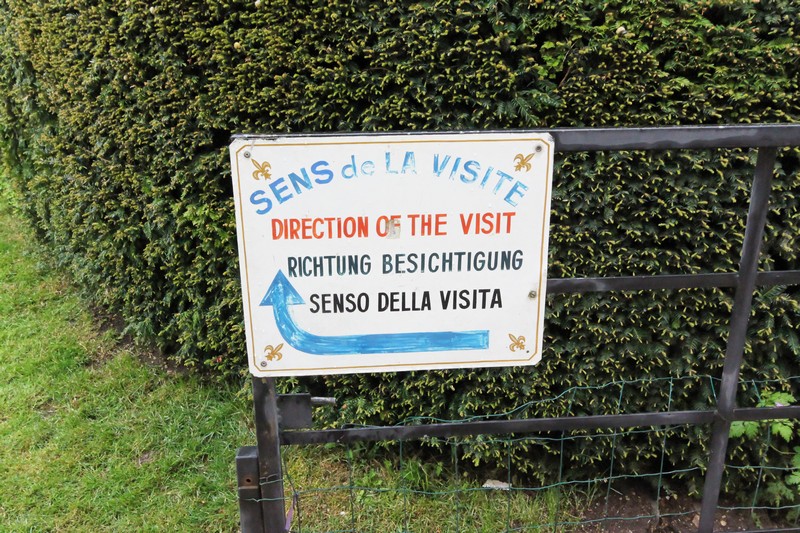 SENS de LA VISITE
DIRECTION OF THE VISIT
RICHTUNG BESICHTIGUNG
SENSO DELLA VISITA